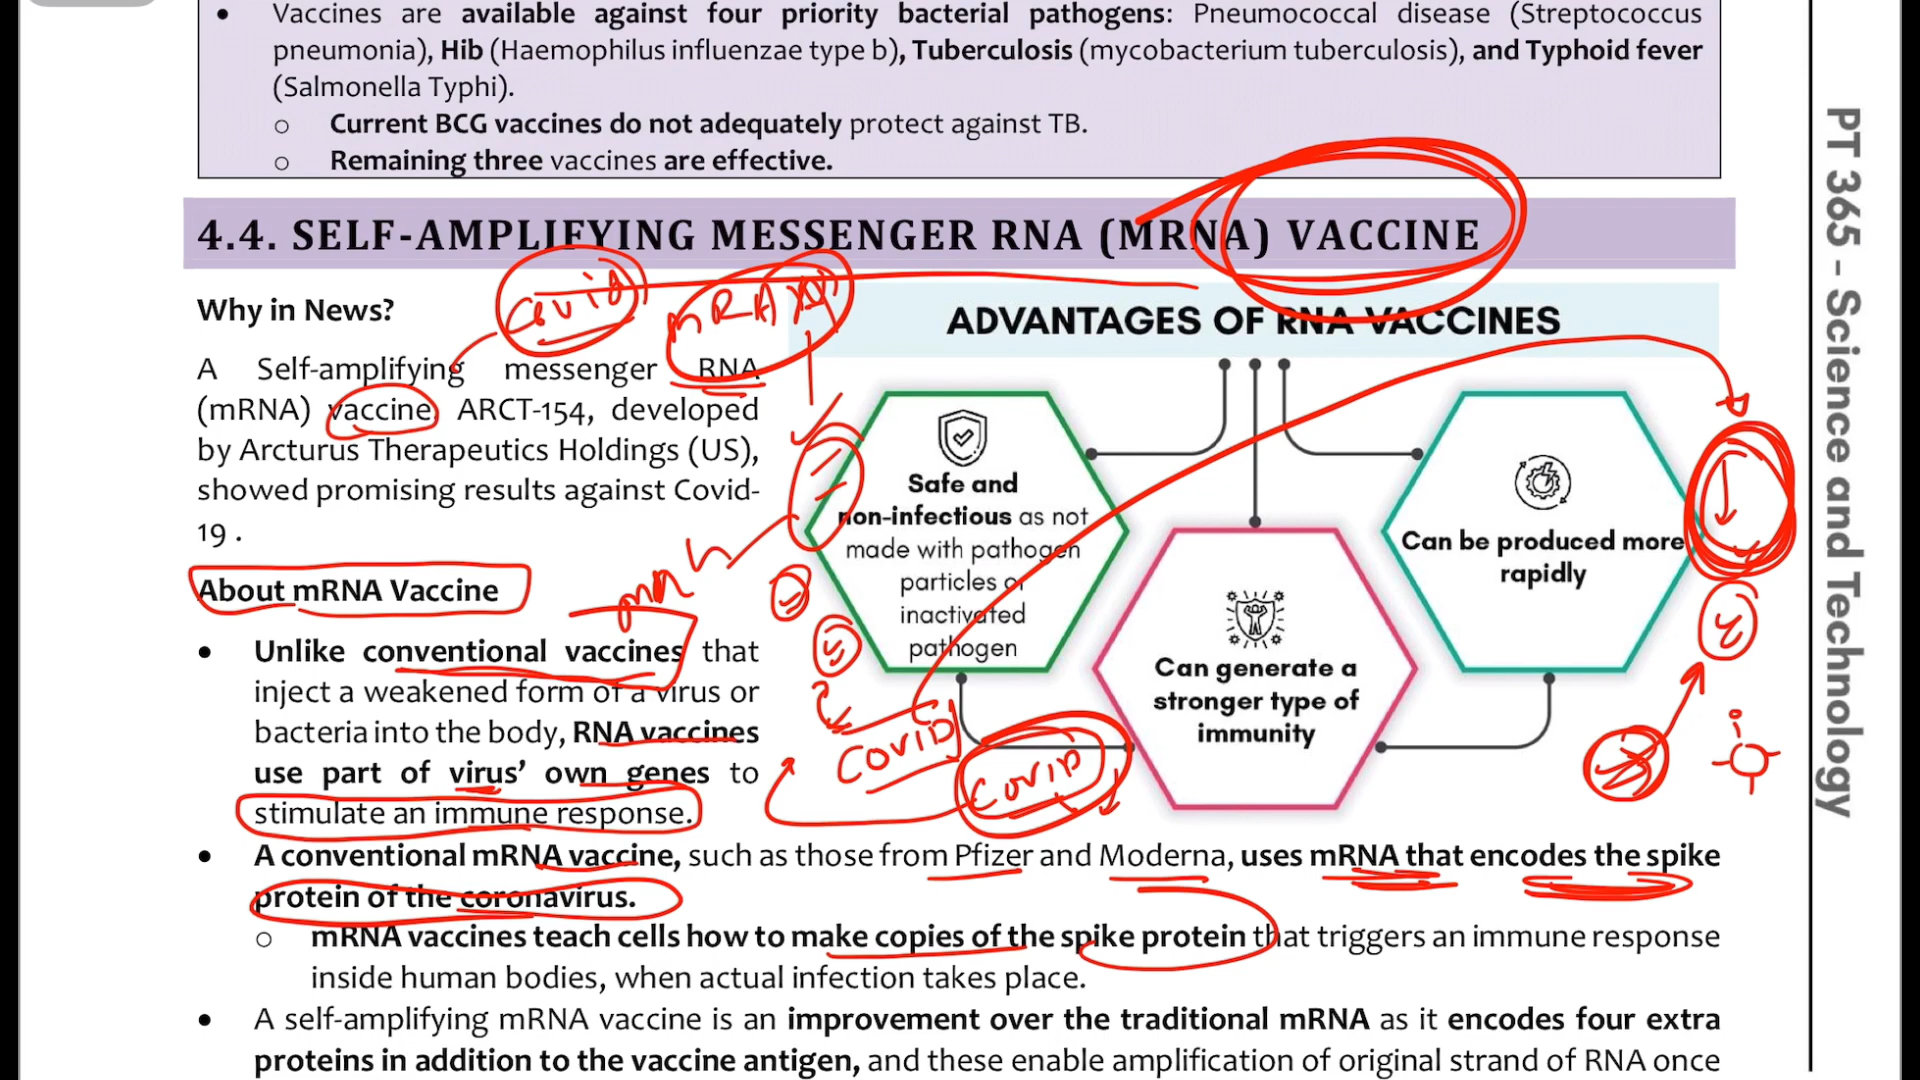 • Vaccines are available against four priority bacterial pathogens: Pneumococcal disease (Streptococcus
pneumonia), Hib (Haemophilus influenzae type b), Tuberculosis (mycobacterium tuberculosis), and Typhoid fever
(Salmonella Typhi).
o Current BCG vaccines do not adequately protect against TB.
o Remaining three vaccines are effective.
4.4. SELF-AMPLIFYING MESSENGER RNA (MRNA) VACCINE
Covid
Why in News?
A Self-amplifying messenger RNA
(mRNA) vaccine, ARCT-154, developed
by Arcturus Therapeutics Holdings (US),
showed promising results against Covid-
19 .
About mRNA Vaccine
• Unlike conventional vaccines that
inject a weakened form of a virus or
bacteria into the body, RNA vaccines
use part of virus' own genes to
stimulate an immune response.
ADVANTAGES OF RNA VACCINES
Safe and
non-infectious as not
made with pathogen
particles or
inactivated
pathogen
Can generate a
stronger type of
immunity
Can be produced more
rapidly
COVID
COVID
• A conventional mRNA vaccine, such as those from Pfizer and Moderna, uses mRNA that encodes the spike
protein of the coronavirus.
o mRNA vaccines teach cells how to make copies of the spike protein that triggers an immune response
inside human bodies, when actual infection takes place.
• A self-amplifying mRNA vaccine is an improvement over the traditional mRNA as it encodes four extra
proteins in addition to the vaccine antigen, and these enable amplification of original strand of RNA once
PT 365 - Science and Technology